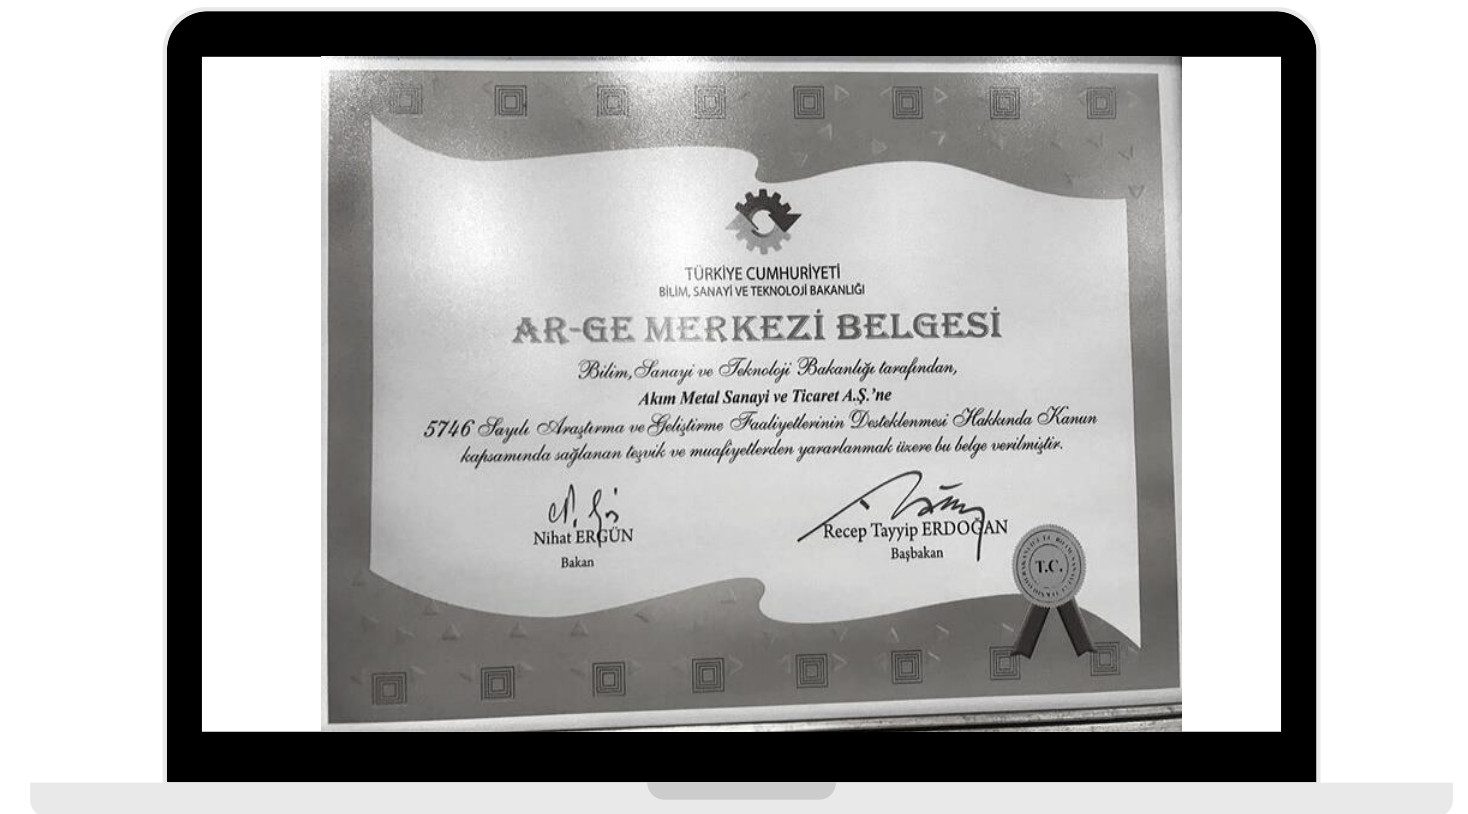 TÜRKİYE CUMHURİYETİ
BİLİM, SANAYİ VE TEKNOLOJİ BAKANLIĞI
AR-GE MERKEZİ BELGESİ
Bilim, Sanayi ve Teknoloji Bakanlığı tarafından,
Akım Metal Sanayi ve Ticaret A.Ş.'ne
5746 Sayılı Araştırma ve Geliştirme Faaliyetlerinin Desteklenmesi Hakkında Kanun
kapsamında sağlanan teşvik ve muafiyetlerden yararlanmak üzere bu belge verilmiştir.
Nihat ERGÜN
Bakan
Recep Tayyip ERDOĞAN
Başbakan
T.C.